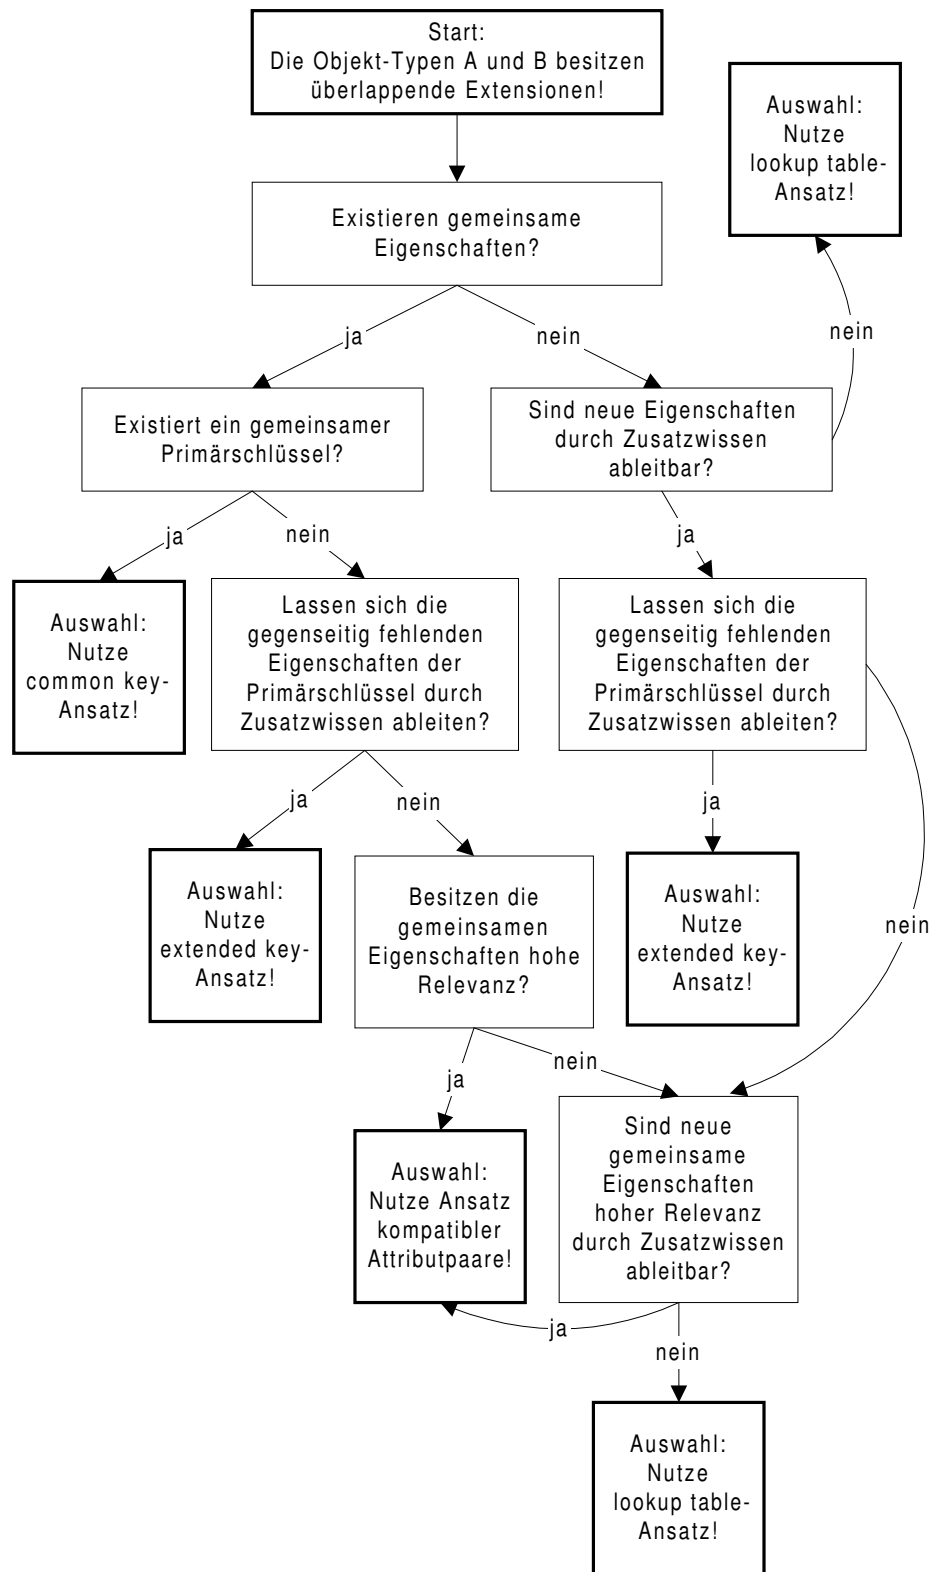 Start:
Die Objekt-Typen A und B besitzen
überlappende Extensionen!
Auswahl:
Nutze
lookup table-
Ansatz!
Existieren gemeinsame
Eigenschaften?
ja
nein
nein
Existiert ein gemeinsamer
Primärschlüssel?
Sind neue Eigenschaften
durch Zusatzwissen
ableitbar?
ja
nein
ja
Auswahl:
Nutze
common key-
Ansatz!
Lassen sich die
gegenseitig fehlenden
Eigenschaften der
Primärschlüssel durch
Zusatzwissen ableiten?
Lassen sich die
gegenseitig fehlenden
Eigenschaften der
Primärschlüssel durch
Zusatzwissen ableiten?
ja
nein
ja
nein
Auswahl:
Nutze
extended key-
Ansatz!
Besitzen die
gemeinsamen
Eigenschaften hohe
Relevanz?
Auswahl:
Nutze
extended key-
Ansatz!
ja
nein
Auswahl:
Nutze Ansatz
kompatibler
Attributpaare!
Sind neue
gemeinsame
Eigenschaften
hoher Relevanz
durch Zusatzwissen
ableitbar?
ja
nein
Auswahl:
Nutze
lookup table-
Ansatz!